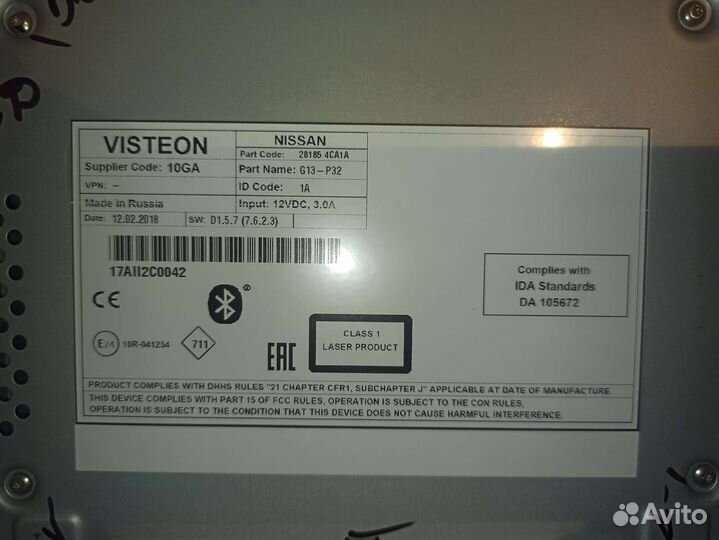 VISTEON
NISSAN
Part Code: 28185 4CA1A
Supplier Code: 10GA
Part Name: G13-P32
VPN: -
ID Code: 1A
Made in Russia
Input: 12VDC, 3.0A
Date: 12.02.2018
SW: D1.5.7 (7.6.2.3)
17AII2C0042
Complies with
IDA Standards
DA 105672
CE
®
E24
10R-041254
711
EAC
CLASS 1
LASER PRODUCT
PRODUCT COMPLIES WITH DHHS RULES "21 CHAPTER CFR1, SUBCHAPTER J" APPLICABLE AT DATE OF MANUFACTURE.
THIS DEVICE COMPLIES WITH PART 15 OF FCC RULES, OPERATION IS SUBJECT TO THE CON RULES.
OPERATION IS SUBJECT TO THE CONDITION THAT THIS DEVICE DOES NOT CAUSE HARMFUL INTERFERENCE.
Avito